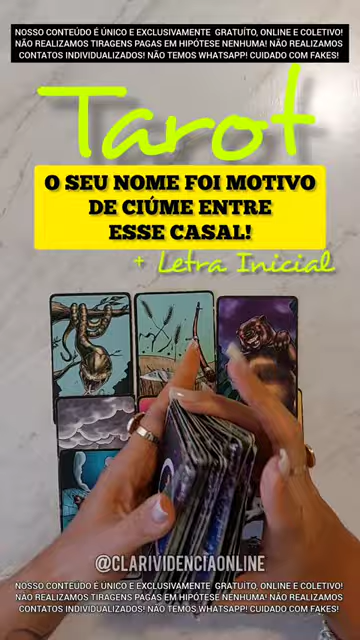 NOSSO CONTEÚDO É ÚNICO E EXCLUSIVAMENTE GRATUÍTO, ONLINE E COLETIVO!
NÃO REALIZAMOS TIRAGENS PAGAS EM HIPÓTESE NENHUMA! NÃO REALIZAMOS
CONTATOS INDIVIDUALIZADOS! NÃO TEMOS WHATSAPP! CUIDADO COM FAKES!
Tarot
O SEU NOME FOI MOTIVO
DE CIÚME ENTRE
ESSE CASAL!
+ Letra Inicial
@CLARIVIDENCIAONLINE
NOSSO CONTEÚDO É ÚNICO E EXCLUSIVAMENTE GRATUÍTO, ONLINE E COLETIVO!
NÃO REALIZAMOS TIRAGENS PAGAS EM HIPÓTESE NENHUMA! NÃO REALIZAMOS
CONTATOS INDIVIDUALIZADOS! NÃO TEMOS WHATSAPP! CUIDADO COM FAKES!